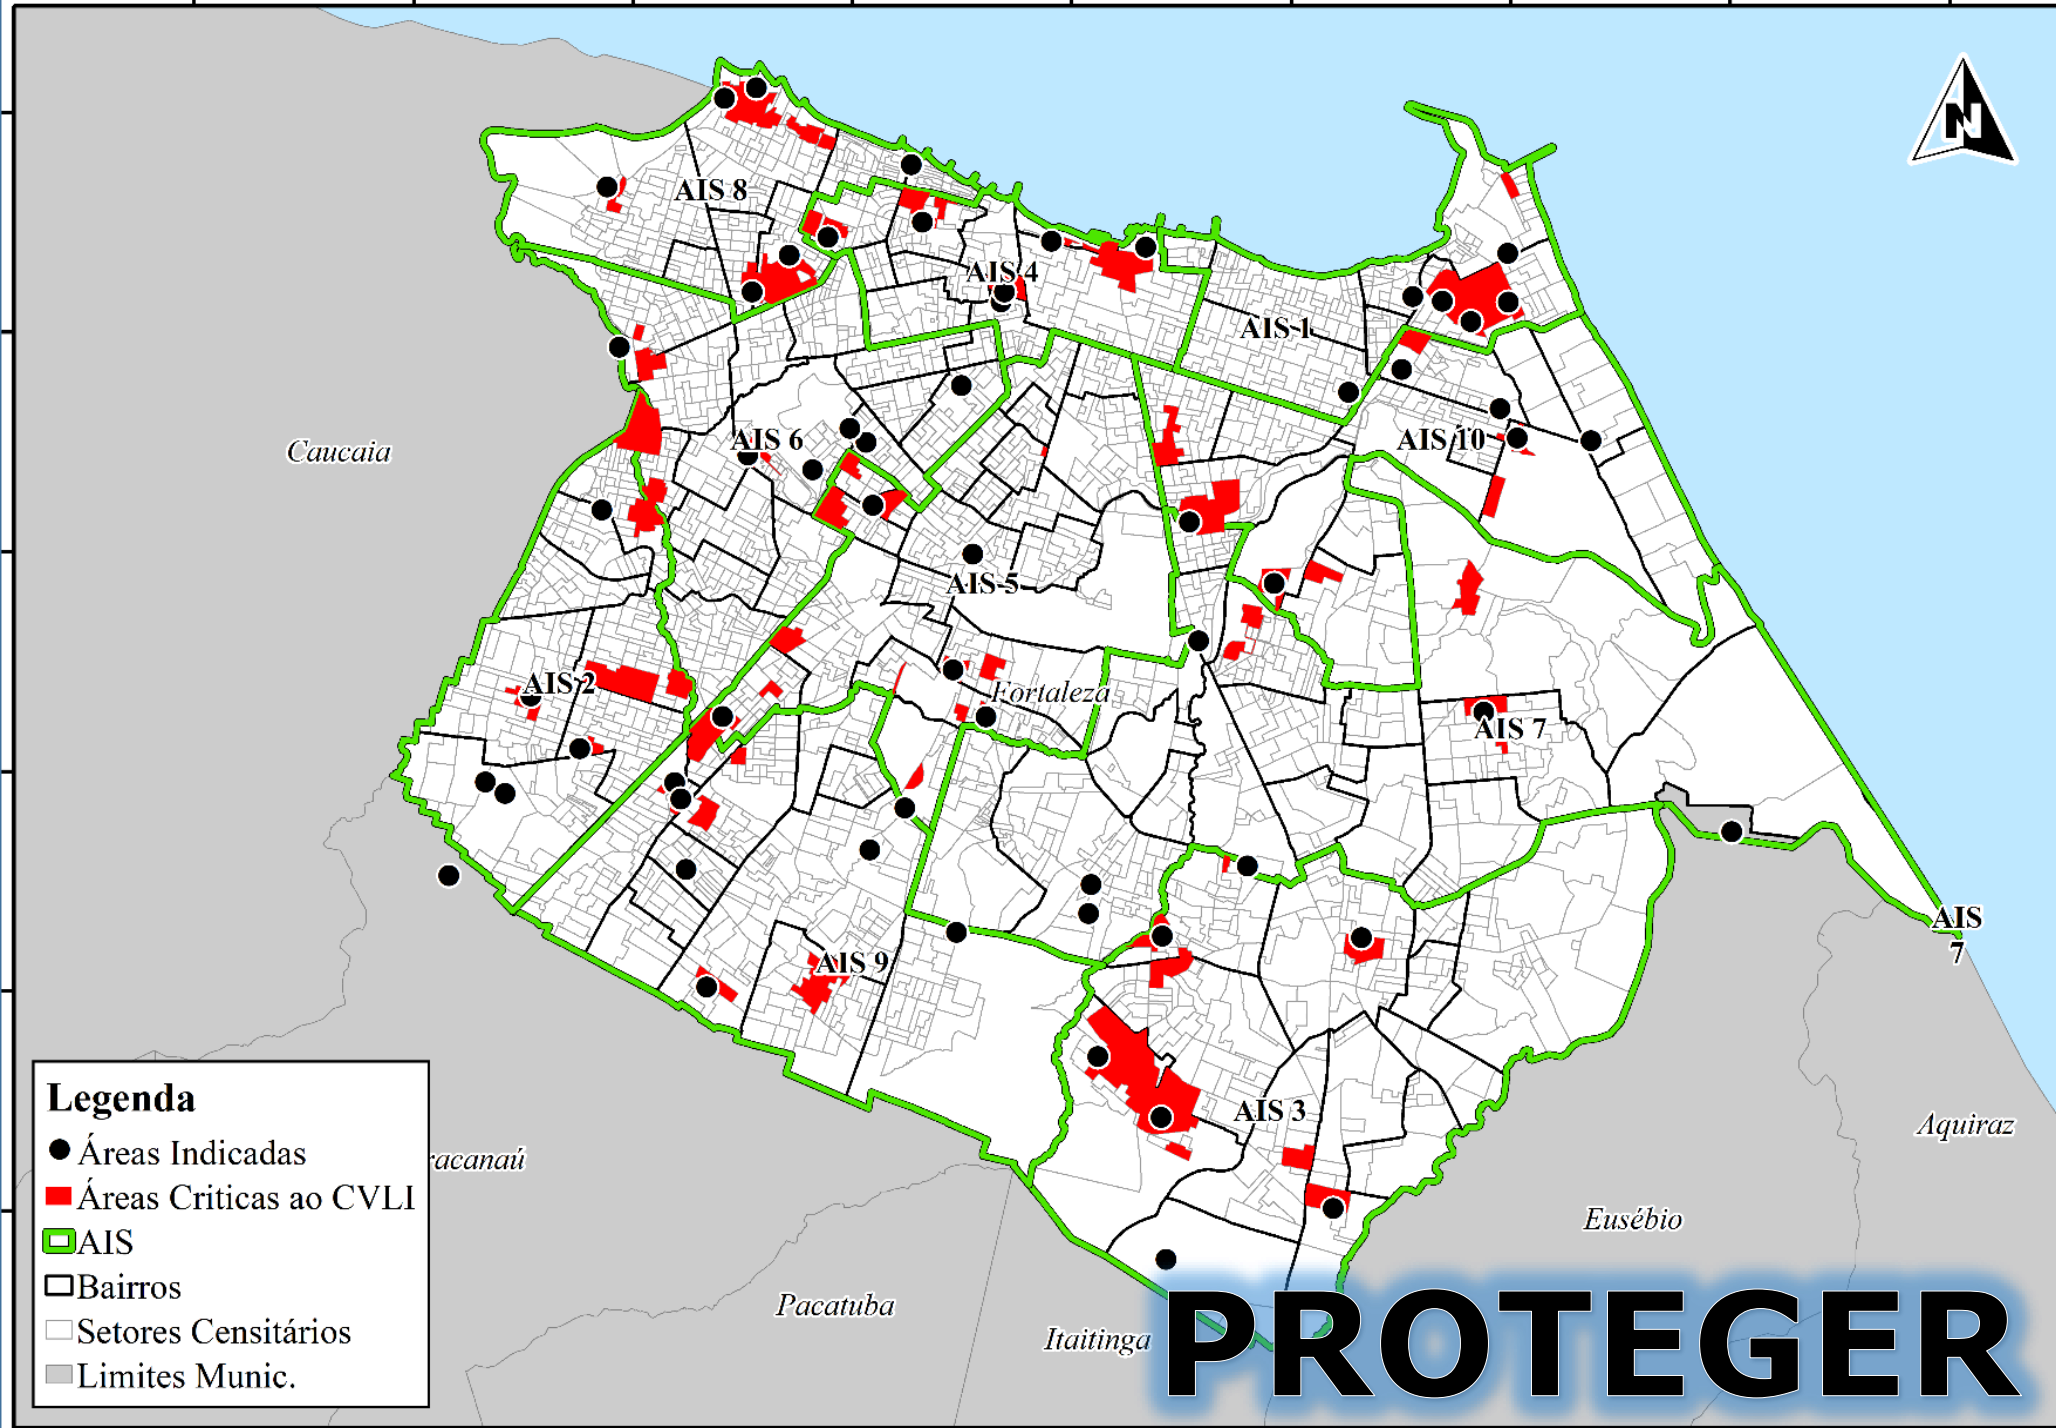 N
AIS 8
AIS 4
AIS 1
Caucaia
AIS 6
AIS 10
AIS 5
AIS 2
Fortaleza
AIS 7
AIS
7
AIS 9
AIS 3
Aquiraz
Eusébio
Pacatuba
Itaitinga
racanaú
Legenda
Áreas Indicadas
Áreas Criticas ao CVLI
AIS
Bairros
Setores Censitários
Limites Munic.
PROTEGER